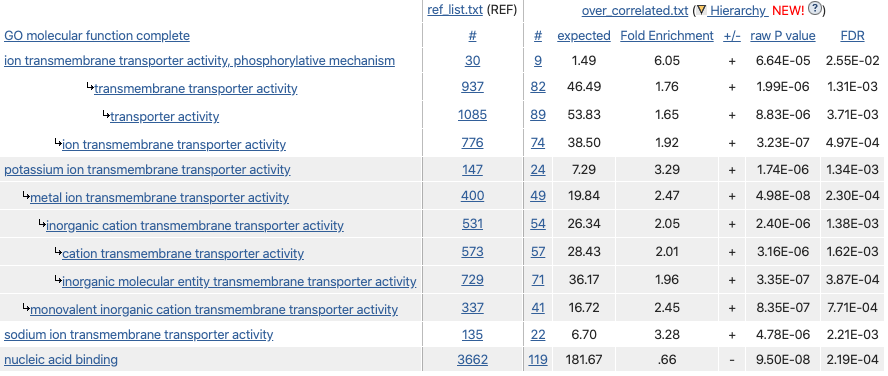 ref_list.txt (REF) over_correlated.txt (▼ Hierarchy NEW! ?)
GO molecular function complete # # expected Fold Enrichment +/- raw P value FDR
ion transmembrane transporter activity, phosphorylative mechanism 30 9 1.49 6.05 + 6.64E-05 2.55E-02
↳transmembrane transporter activity 937 82 46.49 1.76 + 1.99E-06 1.31E-03
↳transporter activity 1085 89 53.83 1.65 + 8.83E-06 3.71E-03
↳ion transmembrane transporter activity 776 74 38.50 1.92 + 3.23E-07 4.97E-04
potassium ion transmembrane transporter activity 147 24 7.29 3.29 + 1.74E-06 1.34E-03
↳metal ion transmembrane transporter activity 400 49 19.84 2.47 + 4.98E-08 2.30E-04
↳inorganic cation transmembrane transporter activity 531 54 26.34 2.05 + 2.40E-06 1.38E-03
↳cation transmembrane transporter activity 573 57 28.43 2.01 + 3.16E-06 1.62E-03
↳inorganic molecular entity transmembrane transporter activity 729 71 36.17 1.96 + 3.35E-07 3.87E-04
↳monovalent inorganic cation transmembrane transporter activity 337 41 16.72 2.45 + 8.35E-07 7.71E-04
sodium ion transmembrane transporter activity 135 22 6.70 3.28 + 4.78E-06 2.21E-03
nucleic acid binding 3662 119 181.67 .66 - 9.50E-08 2.19E-04